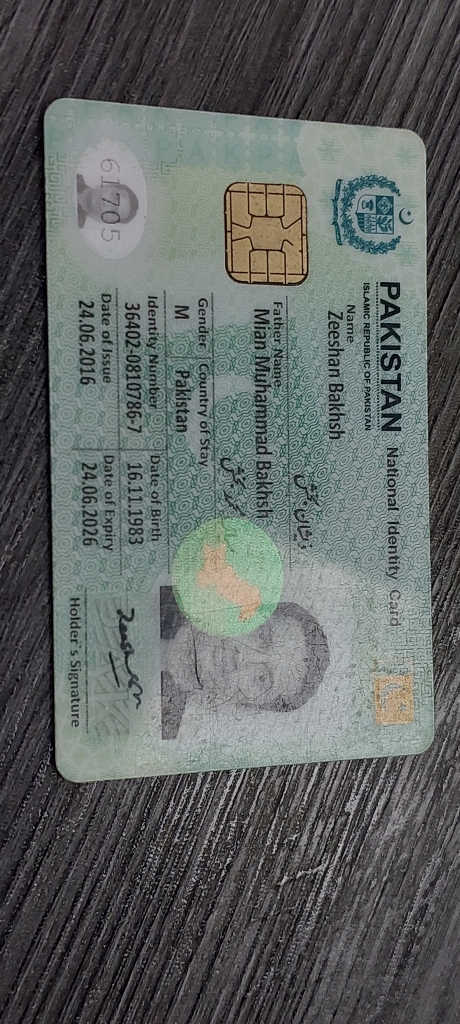 PAKISTAN National Identity Card
ISLAMIC REPUBLIC OF PAKISTAN
Name
Zeeshan Bakhsh
ذیشان بخش
Father Name
Mian Muhammad Bakhsh
Gender Country of Stay
M Pakistan
Identity Number Date of Birth
36402-0810786-7 16.11.1983
Date of Issue Date of Expiry
24.06.2016 24.06.2026
Holder's Signature
61705